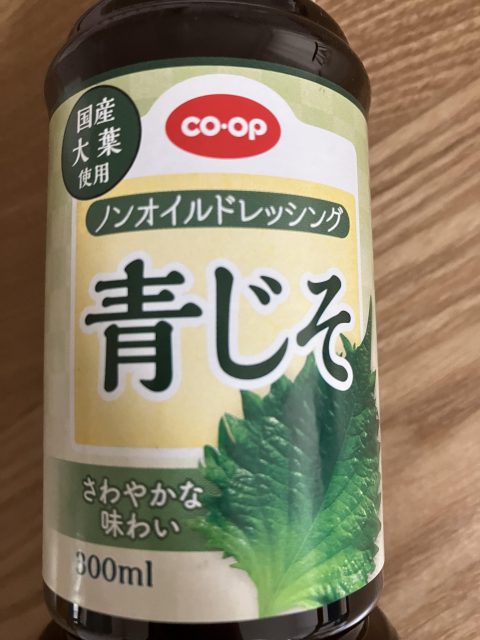 国産
大葉
使用
CO·OP
ノンオイルドレッシング
青じそ
さわやかな
味わい
300ml